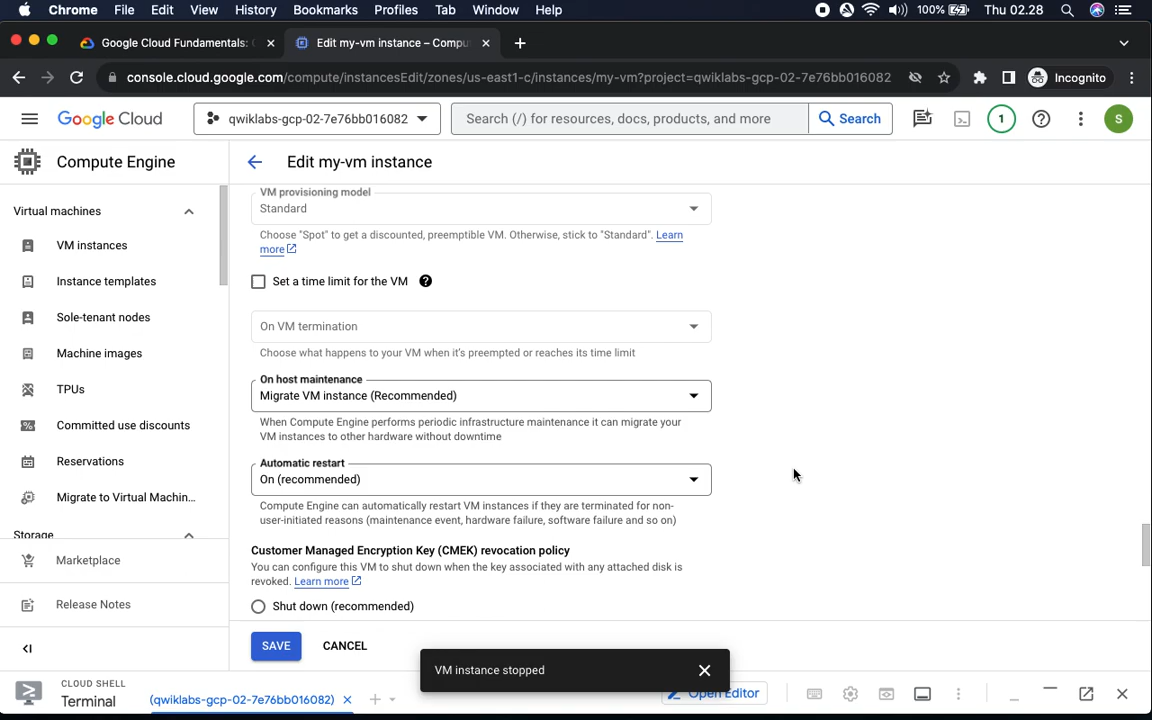 Chrome File Edit View History Bookmarks Profiles Tab Window Help 100% Thu 02.28
Google Cloud Fundamentals: C
Edit my-vm instance – Compu
console.cloud.google.com/compute/instancesEdit/zones/us-east1-c/instances/my-vm?project=qwiklabs-gcp-02-7e76bb016082
Incognito
Google Cloud
qwiklabs-gcp-02-7e76bb016082
Search (/) for resources, docs, products, and more
Search
1
S
Compute Engine
Edit my-vm instance
Virtual machines
VM instances
Instance templates
Sole-tenant nodes
Machine images
TPUs
Committed use discounts
Reservations
Migrate to Virtual Machin...
Storage
Marketplace
Release Notes
VM provisioning model
Standard
Choose "Spot" to get a discounted, preemptible VM. Otherwise, stick to "Standard". Learn
more
Set a time limit for the VM
On VM termination
Choose what happens to your VM when it's preempted or reaches its time limit
On host maintenance
Migrate VM instance (Recommended)
When Compute Engine performs periodic infrastructure maintenance it can migrate your
VM instances to other hardware without downtime
Automatic restart
On (recommended)
Compute Engine can automatically restart VM instances if they are terminated for non-
user-initiated reasons (maintenance event, hardware failure, software failure and so on)
Customer Managed Encryption Key (CMEK) revocation policy
You can configure this VM to shut down when the key associated with any attached disk is
revoked. Learn more
Shut down (recommended)
SAVE
CANCEL
VM instance stopped
CLOUD SHELL
Terminal
(qwiklabs-gcp-02-7e76bb016082)
Open Editor